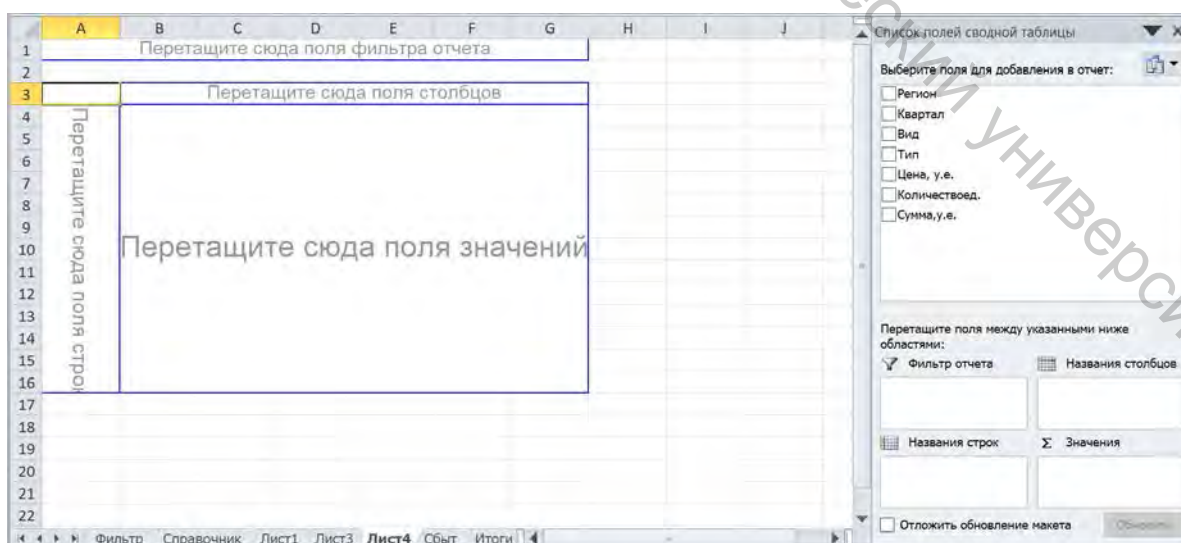 A B C D E F G H I J
1 Перетащите сюда поля фильтра отчета
2
3 Перетащите сюда поля столбцов
4
5
6
7
8
9
10
11
12
13
14
15
16
17
18
19
20
21
22
Перетащите сюда поля строк
Перетащите сюда поля значений
Фильтр Справочник Лист1 Лист3 Лист4 Сбыт Итоги
Список полей сводной таблицы
Выберите поля для добавления в отчет:
Регион
Квартал
Вид
Тип
Цена, у.е.
Количествоед.
Сумма,у.е.
Перетащите поля между указанными ниже
областями:
Фильтр отчета Названия столбцов
Названия строк Σ Значения
Отложить обновление макета Обновить